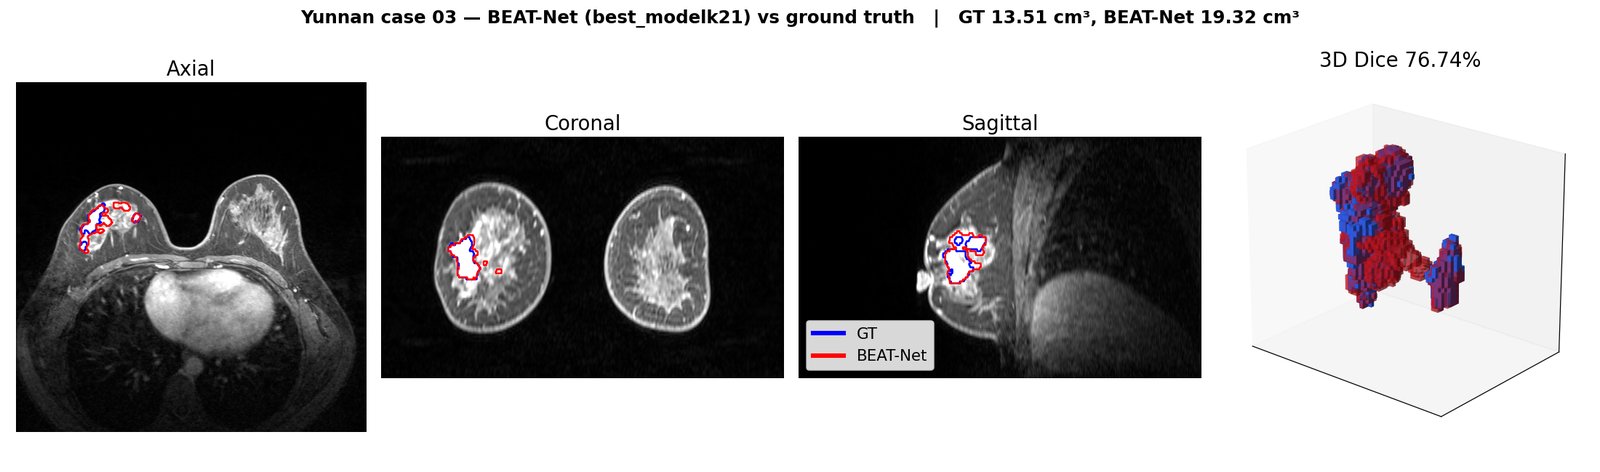 Yunnan case 03 — BEAT-Net (best_modelk21) vs ground truth | GT 13.51 cm³, BEAT-Net 19.32 cm³
Axial
Coronal
Sagittal
3D Dice 76.74%
GT
BEAT-Net